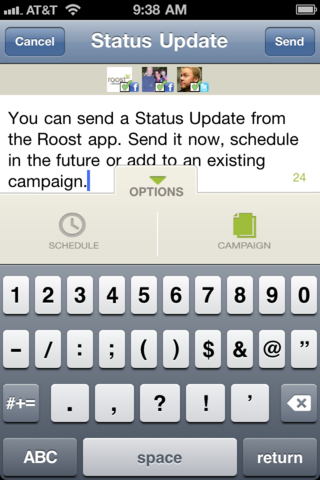 AT&T 9:38 AM
Cancel Status Update Send
roost
You can send a Status Update from
the Roost app. Send it now, schedule
in the future or add to an existing
campaign.
24
OPTIONS
SCHEDULE CAMPAIGN
1 2 3 4 5 6 7 8 9 0
- / : ; ( ) $ & @ ”
#+= . , ? ! ’
ABC space return